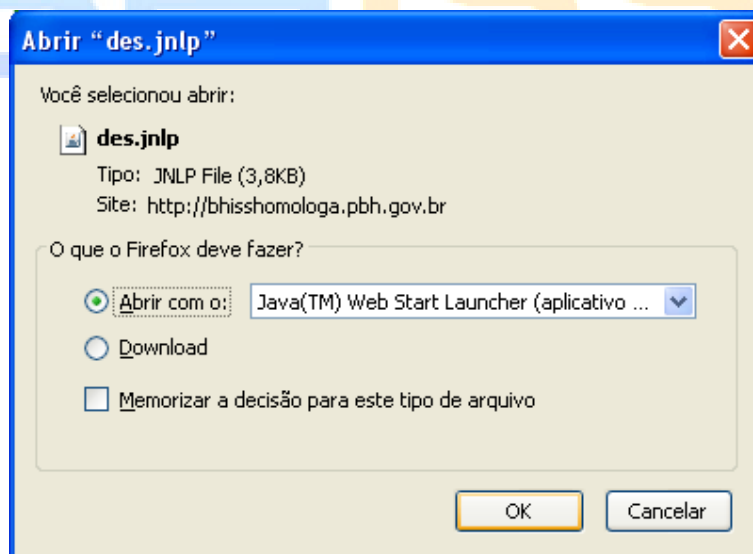 Abrir “des.jnlp”
Você selecionou abrir:
des.jnlp
Tipo: JNLP File (3,8KB)
Site: http://bhisshomologa.pbh.gov.br
O que o Firefox deve fazer?
Abrir com o: Java(TM) Web Start Launcher (aplicativo ...
Download
Memorizar a decisão para este tipo de arquivo
OK Cancelar